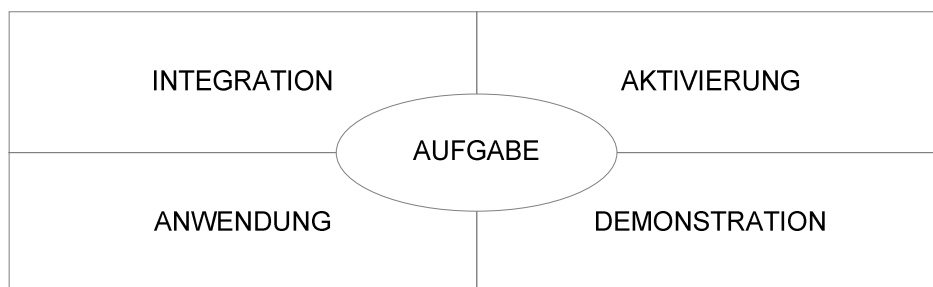 INTEGRATION
AKTIVIERUNG
AUFGABE
ANWENDUNG
DEMONSTRATION